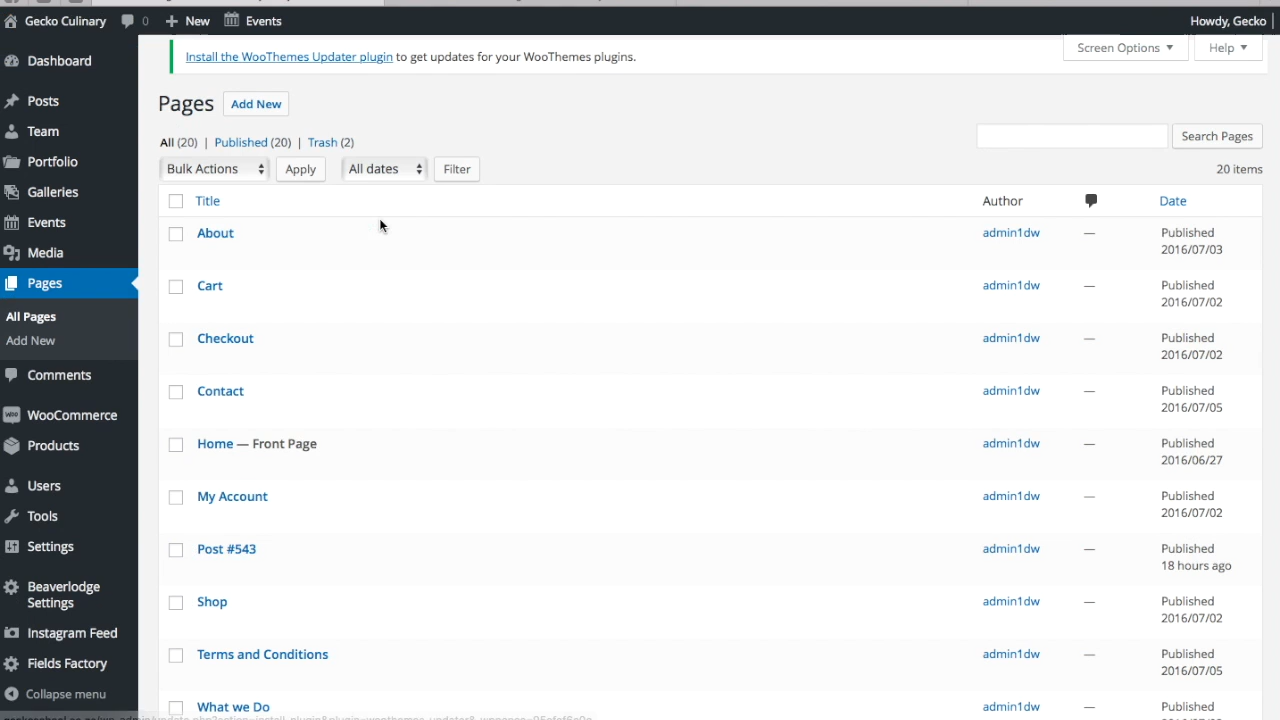 Gecko Culinary 0 New Events Howdy, Gecko
Dashboard
Posts
Team
Portfolio
Galleries
Events
Media
Pages
All Pages
Add New
Comments
WooCommerce
Products
Users
Tools
Settings
Beaverlodge
Settings
Instagram Feed
Fields Factory
Collapse menu
Install the WooThemes Updater plugin to get updates for your WooThemes plugins.
Screen Options Help
Pages Add New
All (20) | Published (20) | Trash (2)
Search Pages
Bulk Actions Apply All dates Filter 20 items
Title Author Date
About admin1dw — Published
2016/07/03
Cart admin1dw — Published
2016/07/02
Checkout admin1dw — Published
2016/07/02
Contact admin1dw — Published
2016/07/05
Home — Front Page admin1dw — Published
2016/06/27
My Account admin1dw — Published
2016/07/02
Post #543 admin1dw — Published
18 hours ago
Shop admin1dw — Published
2016/07/02
Terms and Conditions admin1dw — Published
2016/07/05
What we Do admin1dw — Published